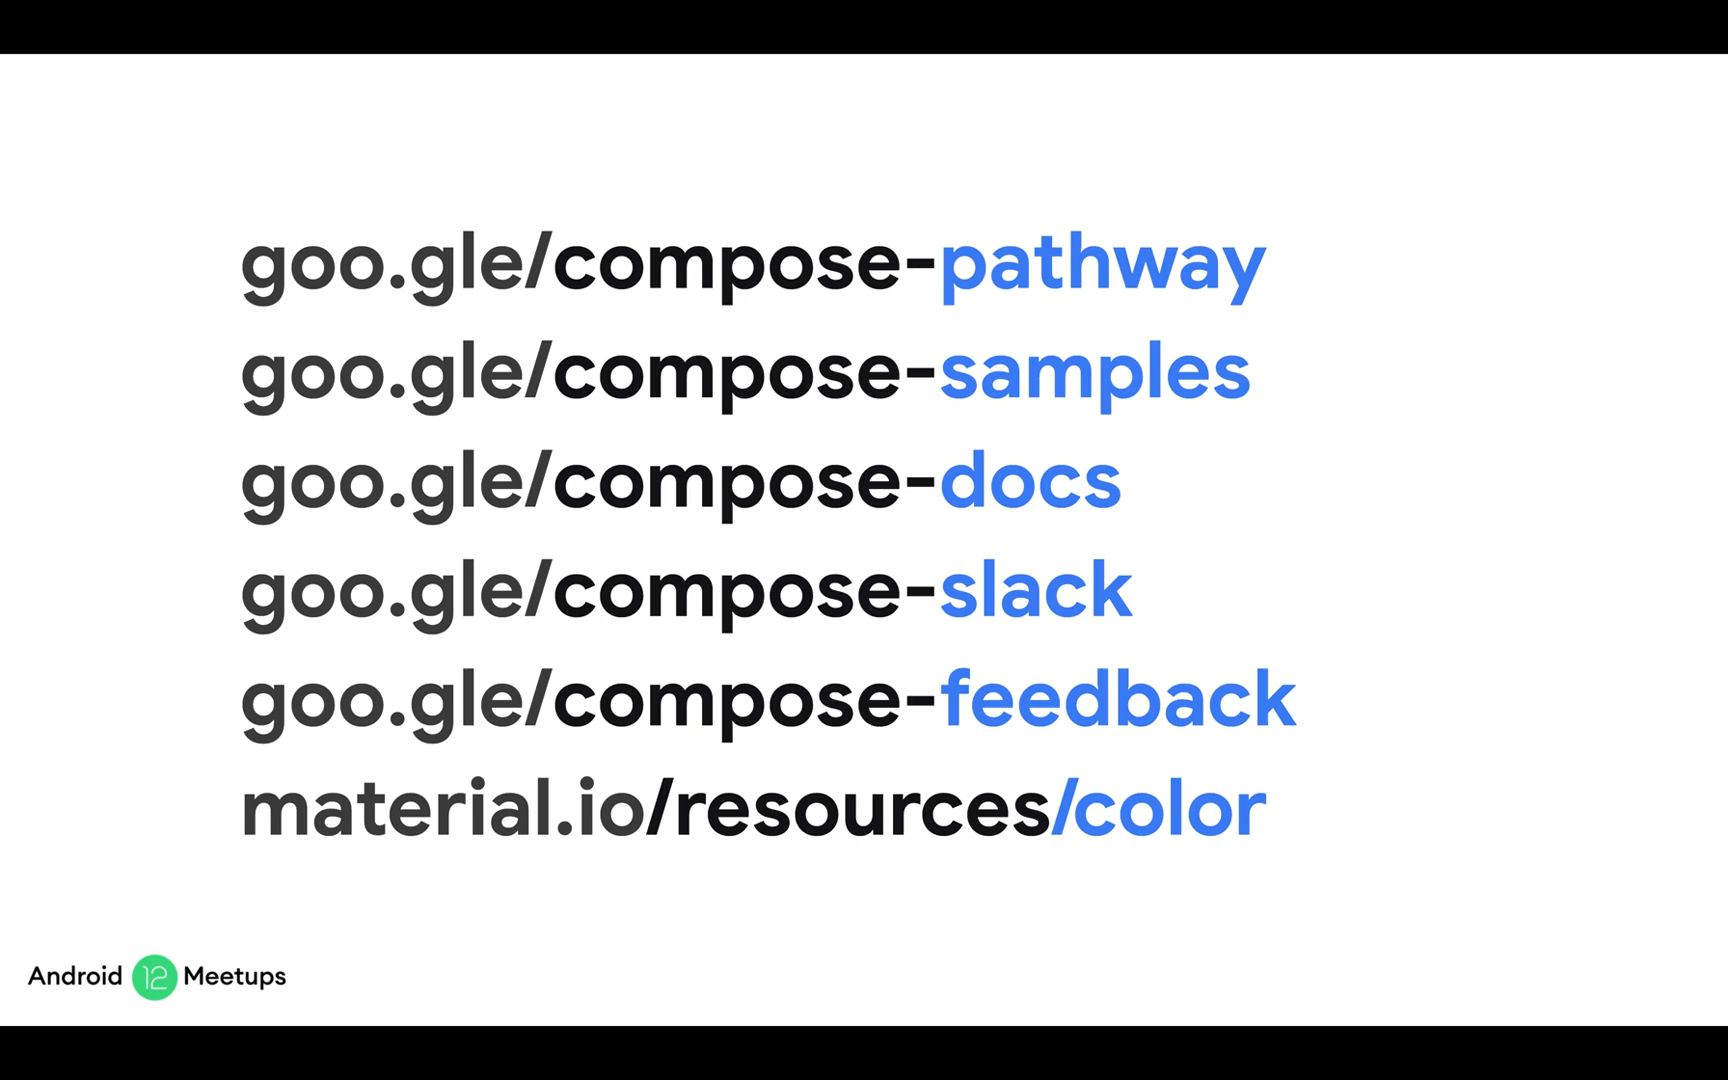 goo.gle/compose-pathway
goo.gle/compose-samples
goo.gle/compose-docs
goo.gle/compose-slack
goo.gle/compose-feedback
material.io/resources/color
Android 12 Meetups